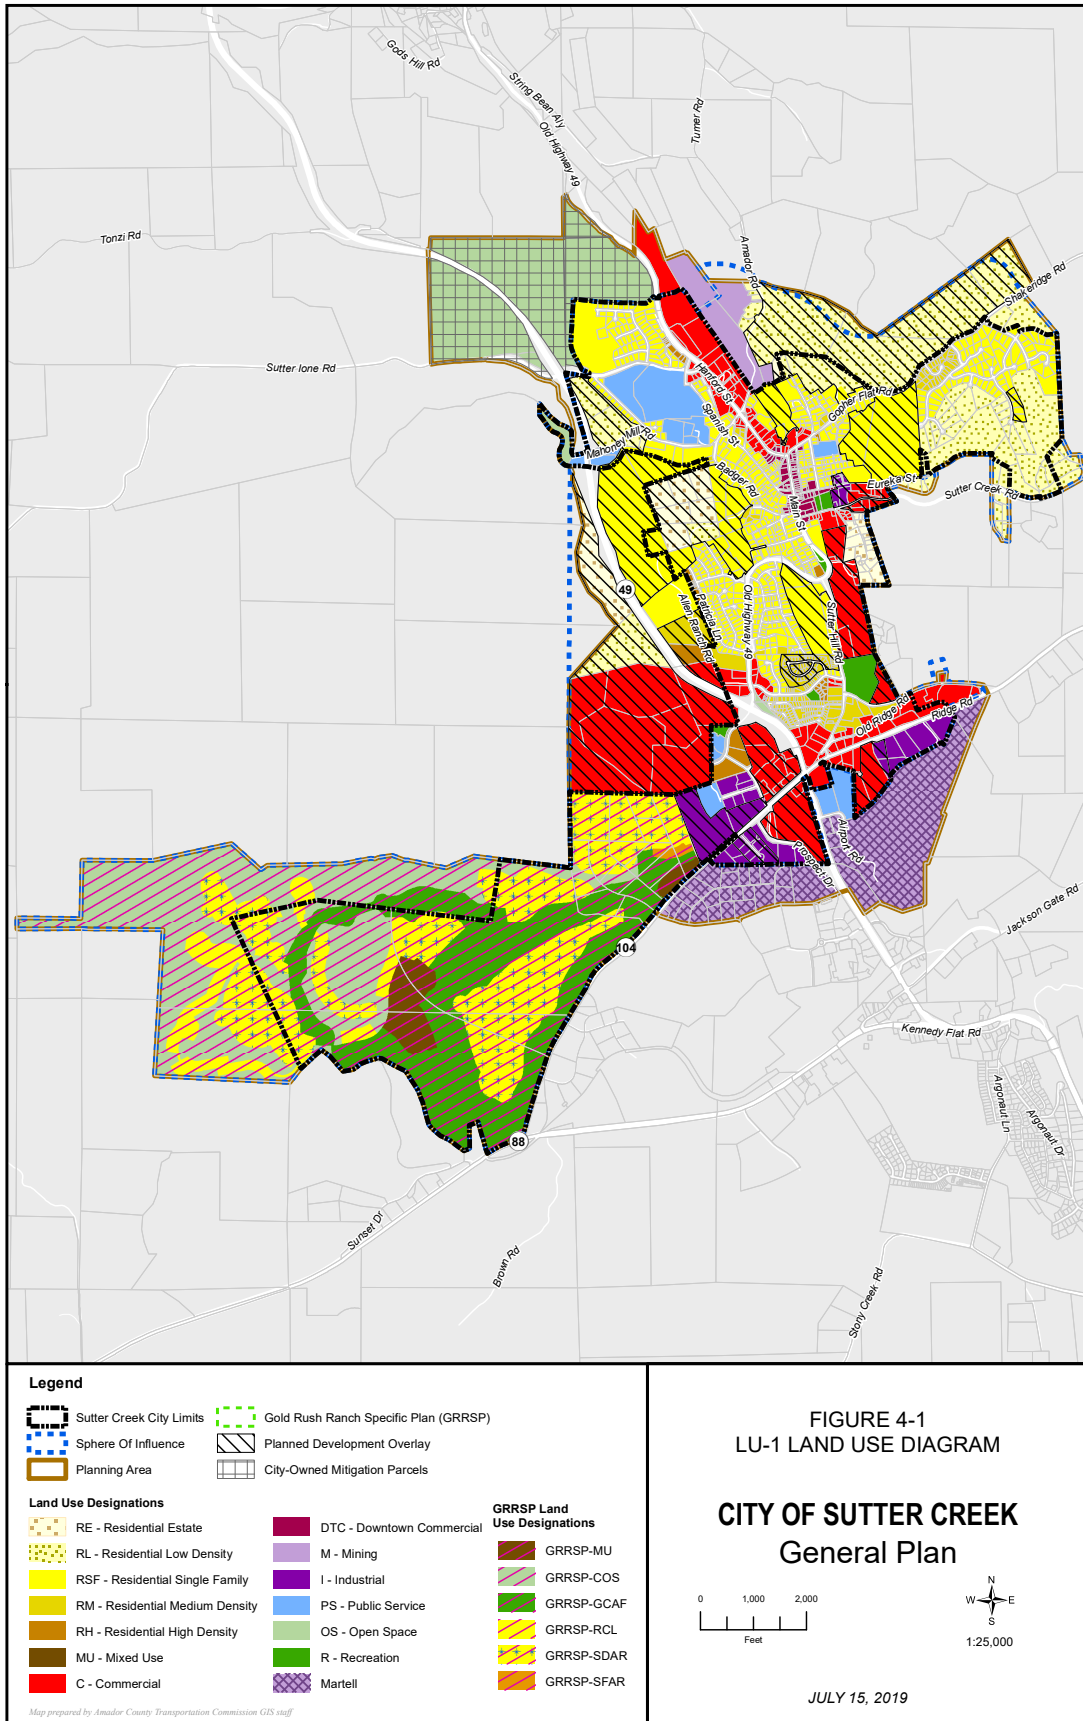 Gods Hill Rd
String Bean Aly
Old Highway 49
Turner Rd
Tonzi Rd
Amador Rd
Shakeridge Rd
Sutter Ione Rd
Hanford St
Gopher Flat Rd
Spanish St
Mahoney Mill Rd
Badger Rd
Eureka St
Sutter Creek Rd
Main St
49
Patricia Ln
Allen Ranch Rd
Old Highway 49
Sutter Hill Rd
Old Ridge Rd
Ridge Rd
Airport Rd
Prospect Dr
Jackson Gate Rd
104
Kennedy Flat Rd
Argonaut Ln
Argonaut Dr
88
Sunset Dr
Brown Rd
Stony Creek Rd
Legend
Sutter Creek City Limits
Gold Rush Ranch Specific Plan (GRRSP)
Sphere Of Influence
Planned Development Overlay
Planning Area
City-Owned Mitigation Parcels
Land Use Designations
RE - Residential Estate
RL - Residential Low Density
RSF - Residential Single Family
RM - Residential Medium Density
RH - Residential High Density
MU - Mixed Use
C - Commercial
DTC - Downtown Commercial
M - Mining
I - Industrial
PS - Public Service
OS - Open Space
R - Recreation
Martell
GRRSP Land
Use Designations
GRRSP-MU
GRRSP-COS
GRRSP-GCAF
GRRSP-RCL
GRRSP-SDAR
GRRSP-SFAR
Map prepared by Amador County Transportation Commission GIS staff
FIGURE 4-1
LU-1 LAND USE DIAGRAM
CITY OF SUTTER CREEK
General Plan
0 1,000 2,000
Feet
N
W E
S
1:25,000
JULY 15, 2019